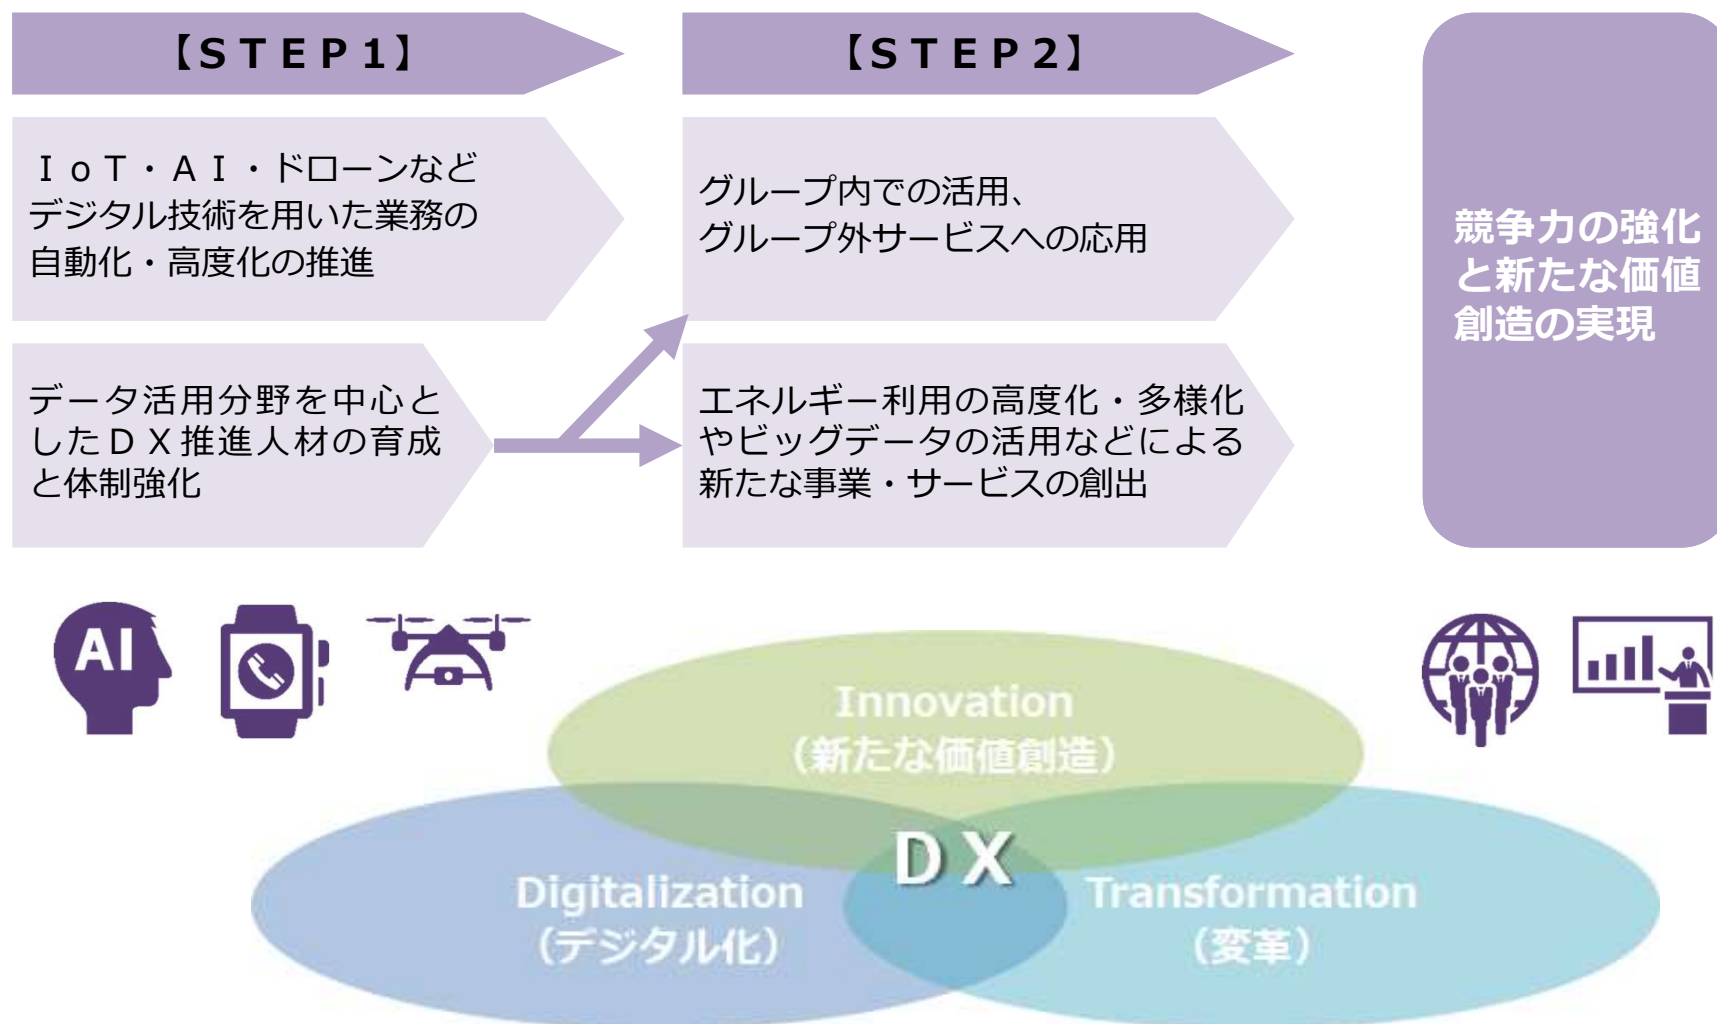 【ＳＴＥＰ１】
ＩｏＴ・ＡＩ・ドローンなど
デジタル技術を用いた業務の
自動化・高度化の推進
データ活用分野を中心と
したＤＸ推進人材の育成
と体制強化
【ＳＴＥＰ２】
グループ内での活用、
グループ外サービスへの応用
エネルギー利用の高度化・多様化
やビッグデータの活用などによる
新たな事業・サービスの創出
競争力の強化
と新たな価値
創造の実現
AI
Innovation
（新たな価値創造）
ＤＸ
Digitalization
（デジタル化）
Transformation
（変革）